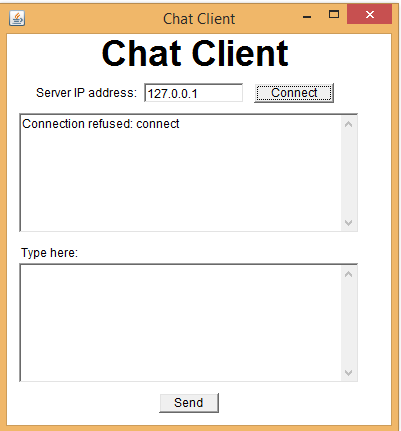 Chat Client
Chat Client
Server IP address: 127.0.0.1 Connect
Connection refused: connect
Type here:
Send